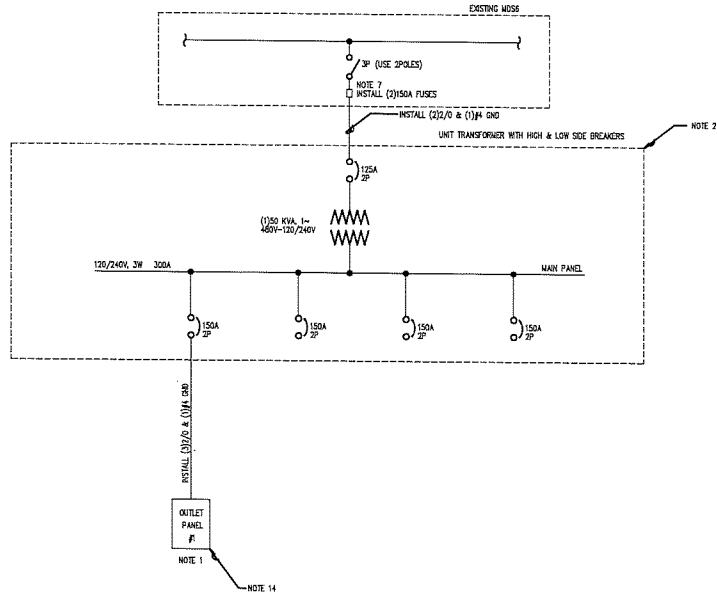 EXISTING MDS6
3P (USE 2POLES)
NOTE 7
INSTALL (2)150A FUSES
INSTALL (2)2/0 & (1)#4 GND
UNIT TRANSFORMER WITH HIGH & LOW SIDE BREAKERS
NOTE 2
125A
2P
(1)50 KVA, 1~
480V-120/240V
120/240V, 3W 300A
MAIN PANEL
150A
2P
150A
2P
150A
2P
150A
2P
INSTALL (3)2/0 & (1)#4 GND
OUTLET
PANEL
#1
NOTE 1
NOTE 14